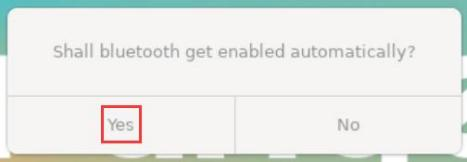 Shall bluetooth get enabled automatically?
Yes No